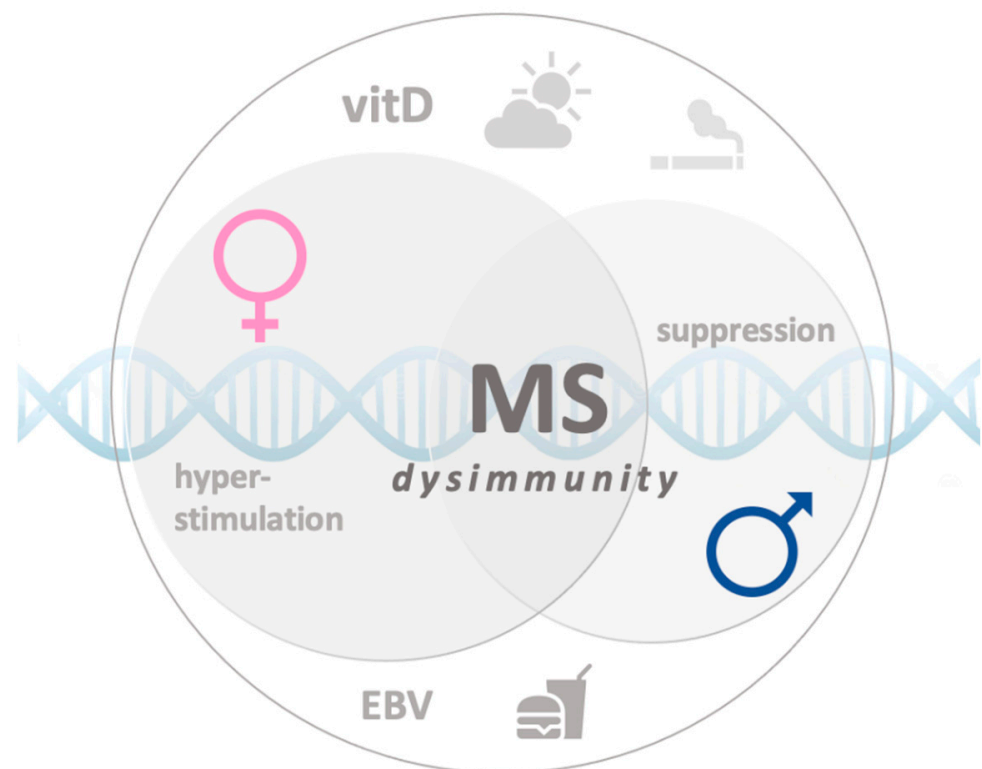 vitD
suppression
MS
dysimmunity
hyper-
stimulation
EBV